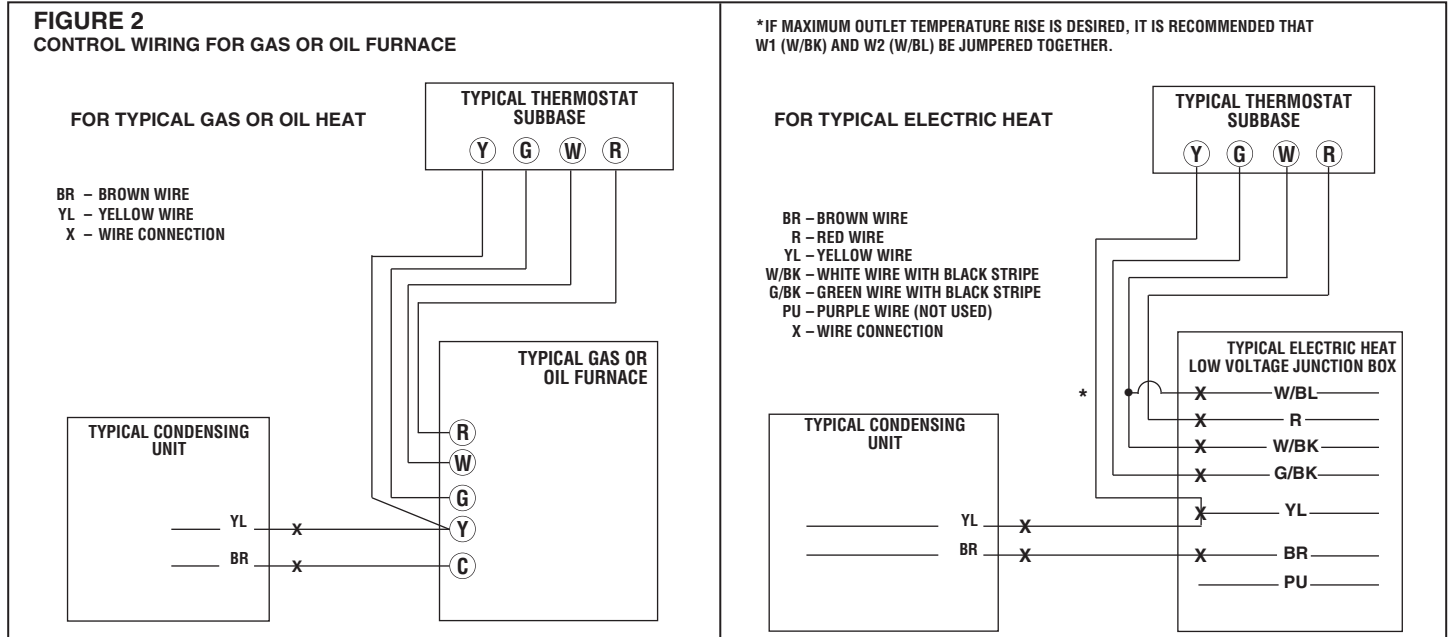 FIGURE 2
CONTROL WIRING FOR GAS OR OIL FURNACE
FOR TYPICAL GAS OR OIL HEAT
TYPICAL THERMOSTAT
SUBBASE
Y G W R
BR – BROWN WIRE
YL – YELLOW WIRE
X – WIRE CONNECTION
TYPICAL GAS OR
OIL FURNACE
R
W
G
Y
C
TYPICAL CONDENSING
UNIT
YL X
BR X
*IF MAXIMUM OUTLET TEMPERATURE RISE IS DESIRED, IT IS RECOMMENDED THAT
W1 (W/BK) AND W2 (W/BL) BE JUMPERED TOGETHER.
FOR TYPICAL ELECTRIC HEAT
TYPICAL THERMOSTAT
SUBBASE
Y G W R
BR – BROWN WIRE
R – RED WIRE
YL – YELLOW WIRE
W/BK – WHITE WIRE WITH BLACK STRIPE
G/BK – GREEN WIRE WITH BLACK STRIPE
PU – PURPLE WIRE (NOT USED)
X – WIRE CONNECTION
TYPICAL ELECTRIC HEAT
LOW VOLTAGE JUNCTION BOX
* X W/BL
X R
X W/BK
X G/BK
X YL
X BR
PU
TYPICAL CONDENSING
UNIT
YL X
BR X